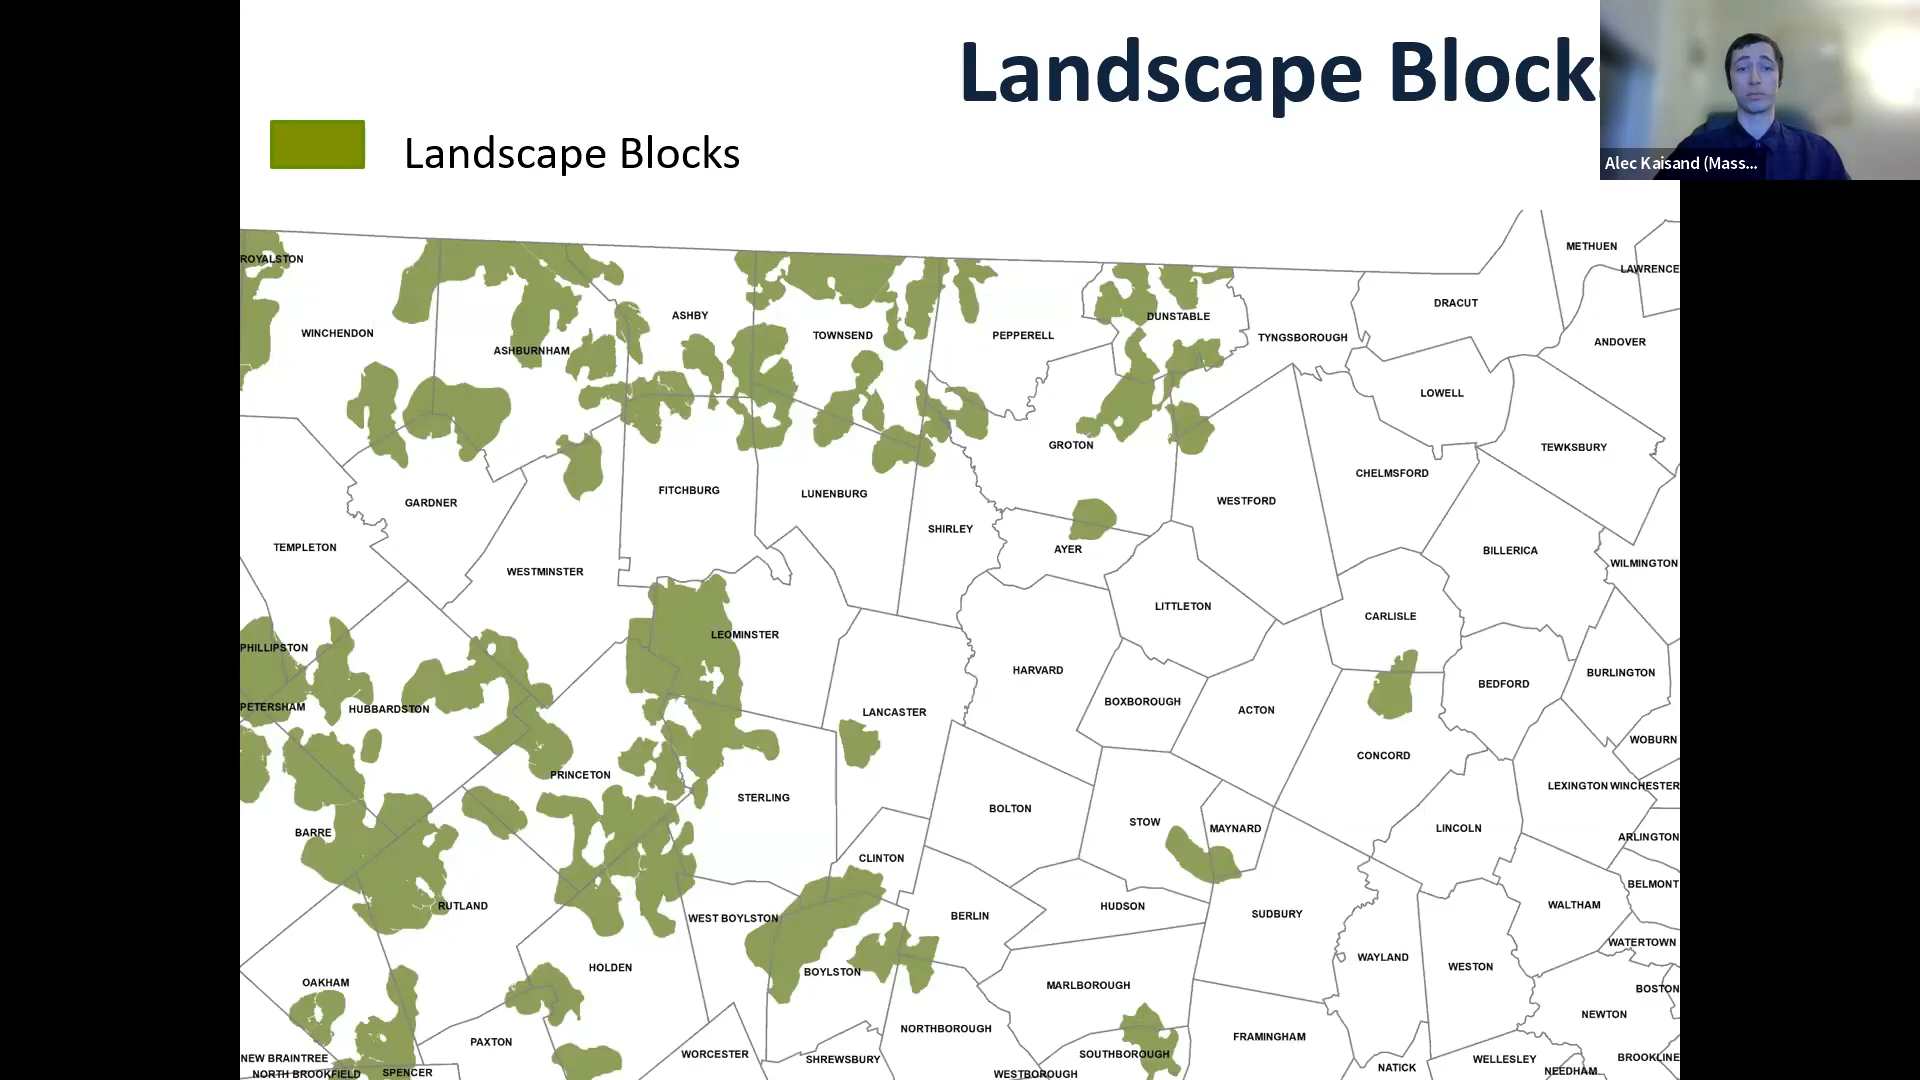 Landscape Block
Landscape Blocks
Alec Kaisand (Mass...
METHUEN
ROYALSTON
LAWRENCE
DRACUT
ASHBY
DUNSTABLE
WINCHENDON
TOWNSEND
PEPPERELL
TYNGSBOROUGH
ANDOVER
ASHBURNHAM
LOWELL
GROTON
TEWKSBURY
CHELMSFORD
FITCHBURG
LUNENBURG
GARDNER
WESTFORD
SHIRLEY
TEMPLETON
AYER
BILLERICA
WILMINGTON
WESTMINSTER
LITTLETON
CARLISLE
LEOMINSTER
PHILLIPSTON
HARVARD
BURLINGTON
BEDFORD
PETERSHAM
HUBBARDSTON
LANCASTER
BOXBOROUGH
ACTON
WOBURN
CONCORD
PRINCETON
LEXINGTON
WINCHESTER
STERLING
BOLTON
STOW
MAYNARD
LINCOLN
BARRE
ARLINGTON
CLINTON
BELMONT
RUTLAND
WEST BOYLSTON
BERLIN
HUDSON
SUDBURY
WALTHAM
WATERTOWN
HOLDEN
BOYLSTON
WAYLAND
WESTON
OAKHAM
MARLBOROUGH
BOSTON
NEWTON
PAXTON
NORTHBOROUGH
FRAMINGHAM
NEW BRAINTREE
WORCESTER
SHREWSBURY
SOUTHBOROUGH
WELLESLEY
BROOKLINE
NORTH BROOKFIELD
SPENCER
WESTBOROUGH
NATICK
NEEDHAM